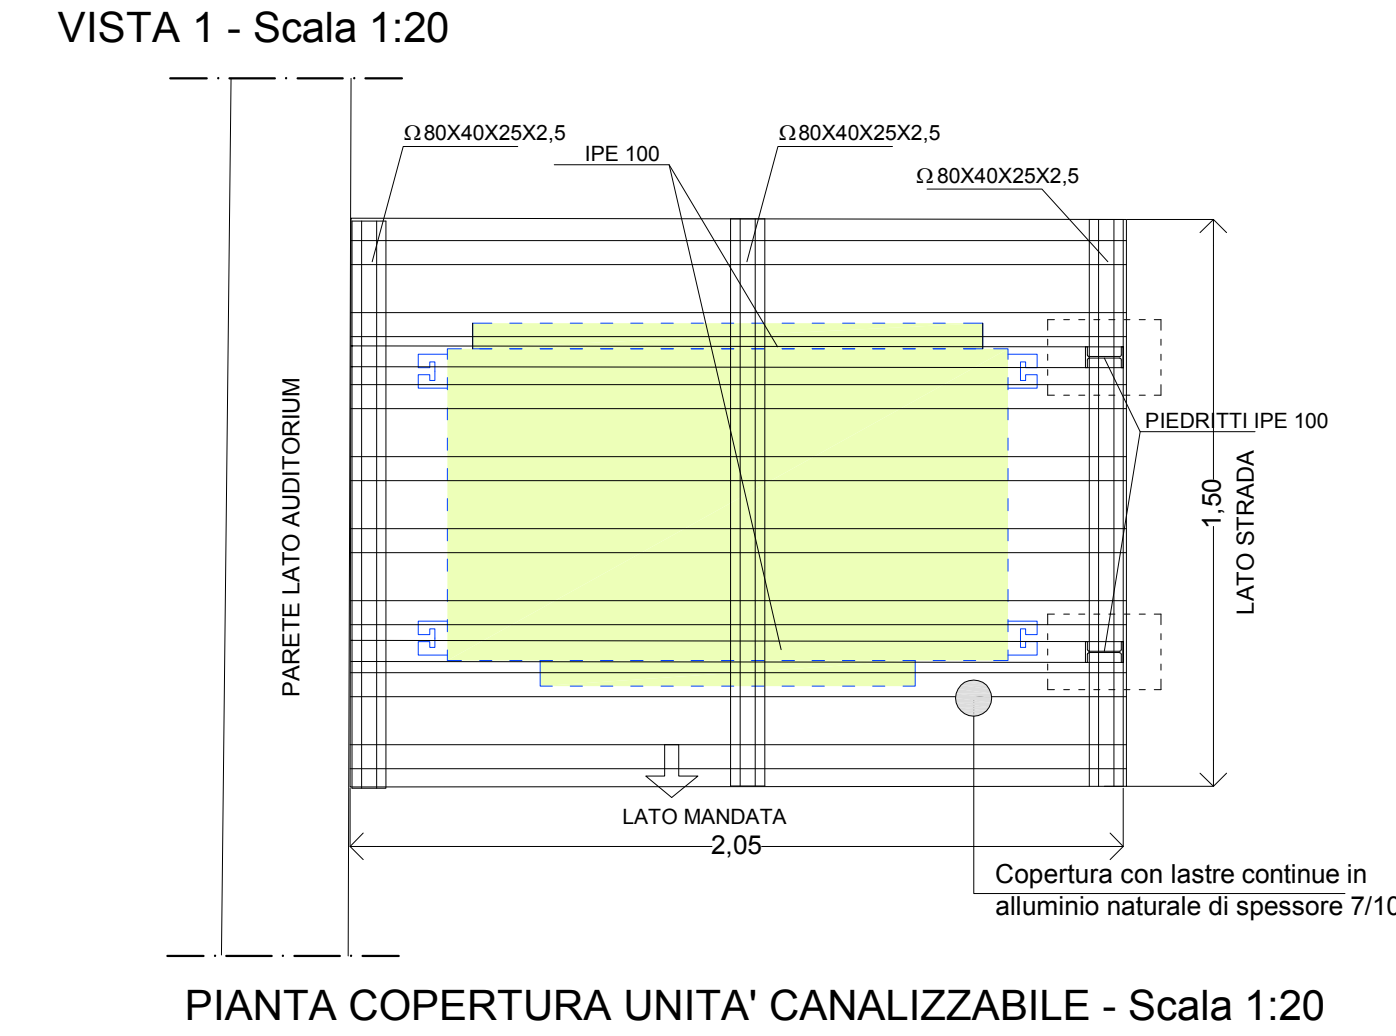 VISTA 1 - Scala 1:20
Ω80X40X25X2,5
IPE 100
Ω80X40X25X2,5
Ω80X40X25X2,5
PARETE LATO AUDITORIUM
PIEDRITTI IPE 100
1,50
LATO STRADA
LATO MANDATA
2,05
Copertura con lastre continue in
alluminio naturale di spessore 7/10
PIANTA COPERTURA UNITA' CANALIZZABILE - Scala 1:20